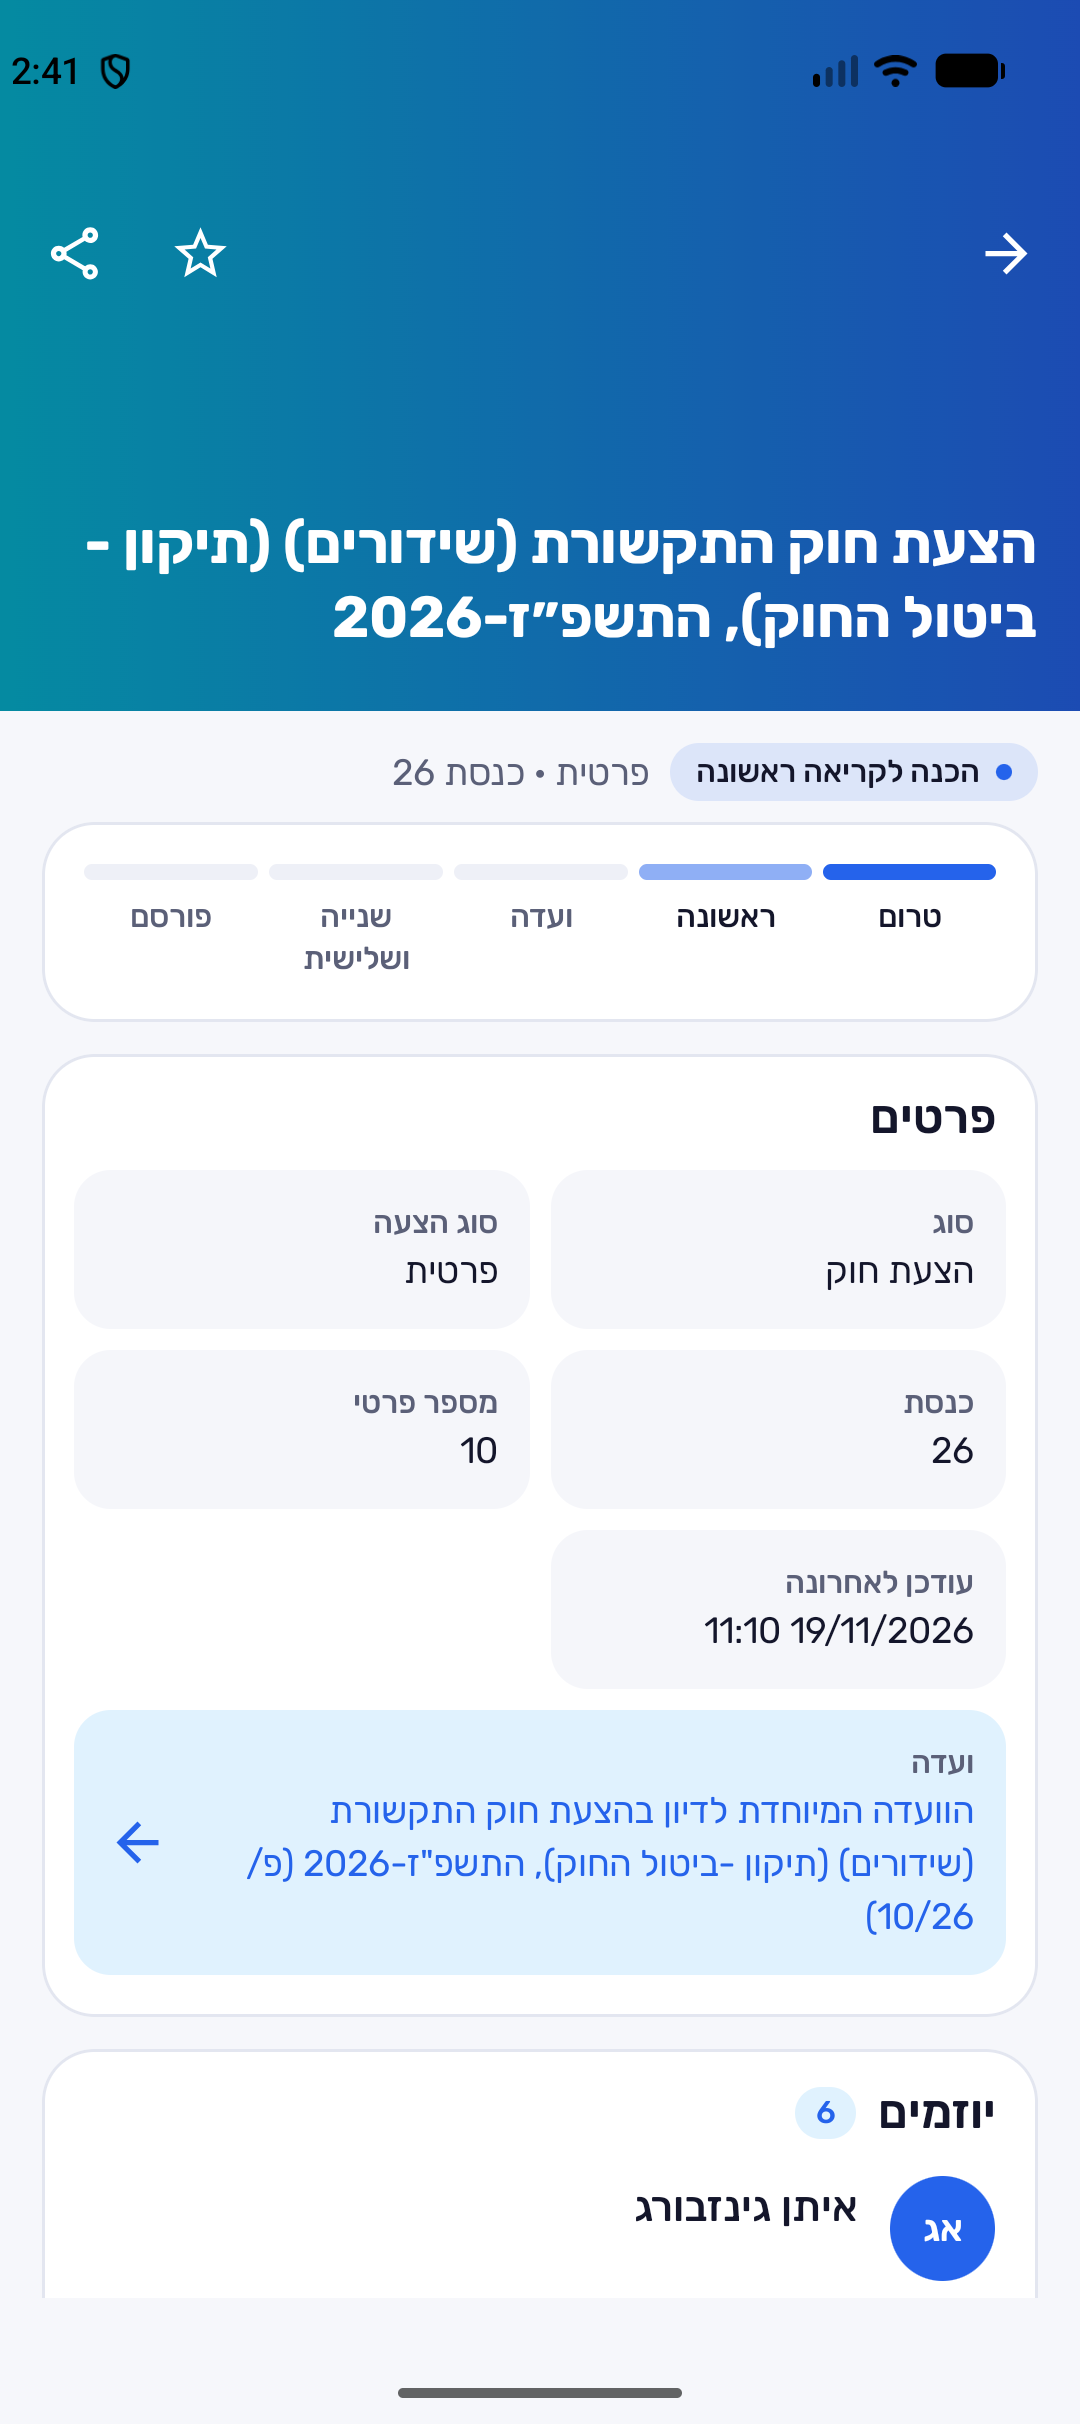 2:41
הצעת חוק התקשורת (שידורים) (תיקון -
ביטול החוק), התשפ״ז-2026
הכנה לקריאה ראשונה
פרטית • כנסת 26
טרום
ראשונה
ועדה
שנייה
ושלישית
פורסם
פרטים
סוג
הצעת חוק
סוג הצעה
פרטית
כנסת
26
מספר פרטי
10
עודכן לאחרונה
19/11/2026 11:10
ועדה
הוועדה המיוחדת לדיון בהצעת חוק התקשורת
(שידורים) (תיקון -ביטול החוק), התשפ"ז-2026 (פ/
10/26)
יוזמים
6
אג
איתן גינזבורג